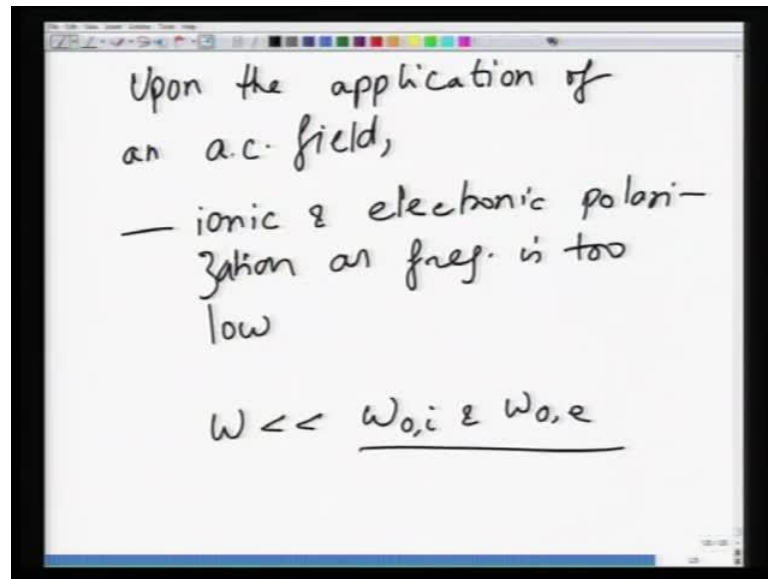 Upon the application of
an a.c. field,
— ionic & electronic polari-
zation as freq. is too
low
ω << ω₀,ᵢ & ω₀,ₑ